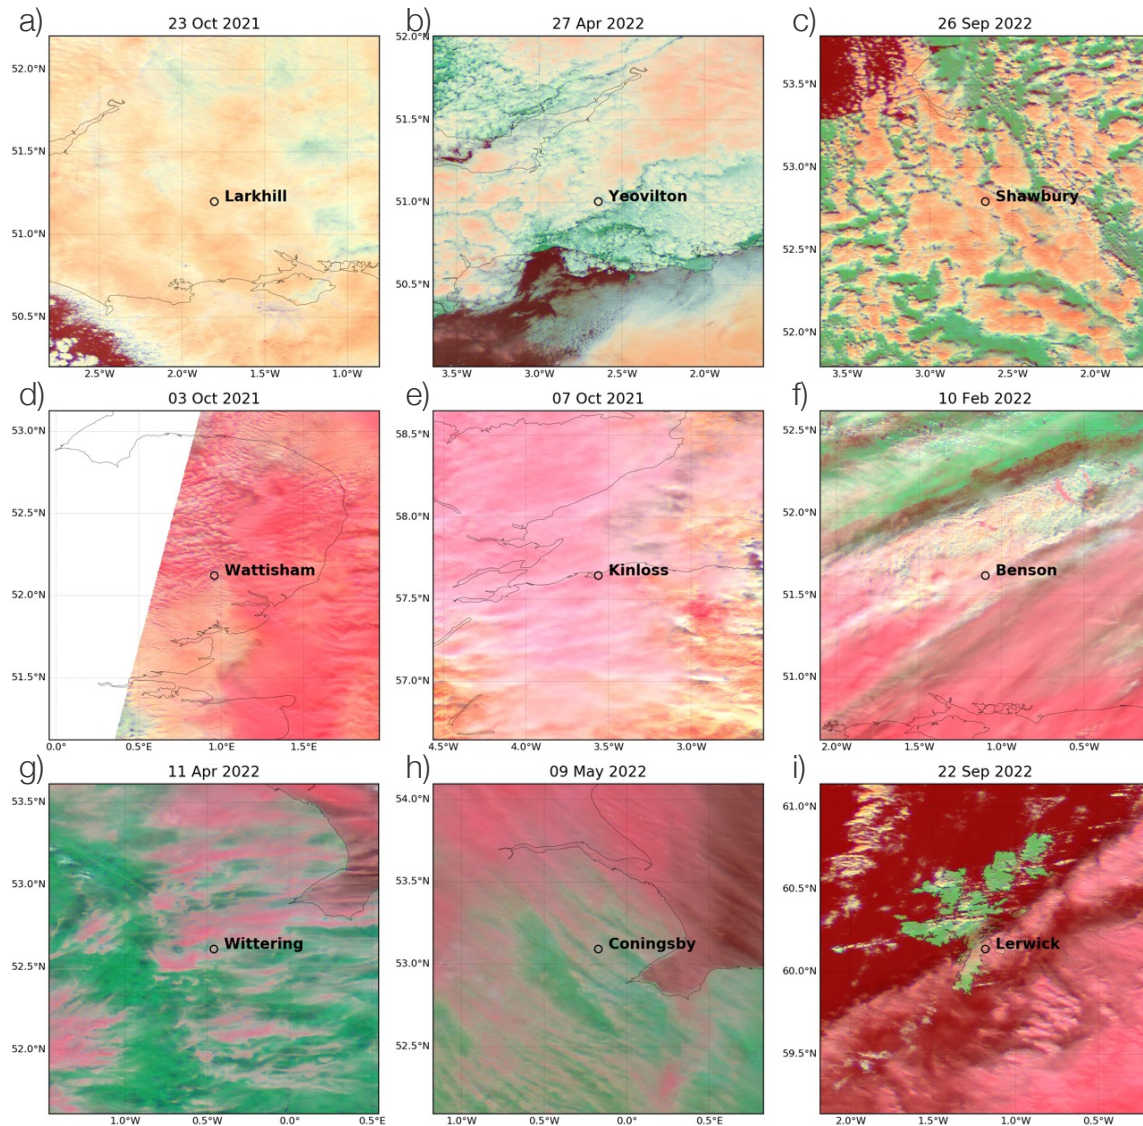 a)
23 Oct 2021
52.0°N
51.5°N
51.0°N
50.5°N
2.5°W 2.0°W 1.5°W 1.0°W
Larkhill
b)
27 Apr 2022
52.0°N
51.5°N
51.0°N
50.5°N
3.5°W 3.0°W 2.5°W 2.0°W
Yeovilton
c)
26 Sep 2022
53.5°N
53.0°N
52.5°N
52.0°N
3.5°W 3.0°W 2.5°W 2.0°W
Shawbury
d)
03 Oct 2021
53.0°N
52.5°N
52.0°N
51.5°N
0.0° 0.5°E 1.0°E 1.5°E
Wattisham
e)
07 Oct 2021
58.5°N
58.0°N
57.5°N
57.0°N
4.5°W 4.0°W 3.5°W 3.0°W
Kinloss
f)
10 Feb 2022
52.5°N
52.0°N
51.5°N
51.0°N
2.0°W 1.5°W 1.0°W 0.5°W
Benson
g)
11 Apr 2022
53.5°N
53.0°N
52.5°N
52.0°N
1.0°W 0.5°W 0.0° 0.5°E
Wittering
h)
09 May 2022
54.0°N
53.5°N
53.0°N
52.5°N
1.0°W 0.5°W 0.0° 0.5°E
Coningsby
i)
22 Sep 2022
61.0°N
60.5°N
60.0°N
59.5°N
2.0°W 1.5°W 1.0°W 0.5°W
Lerwick